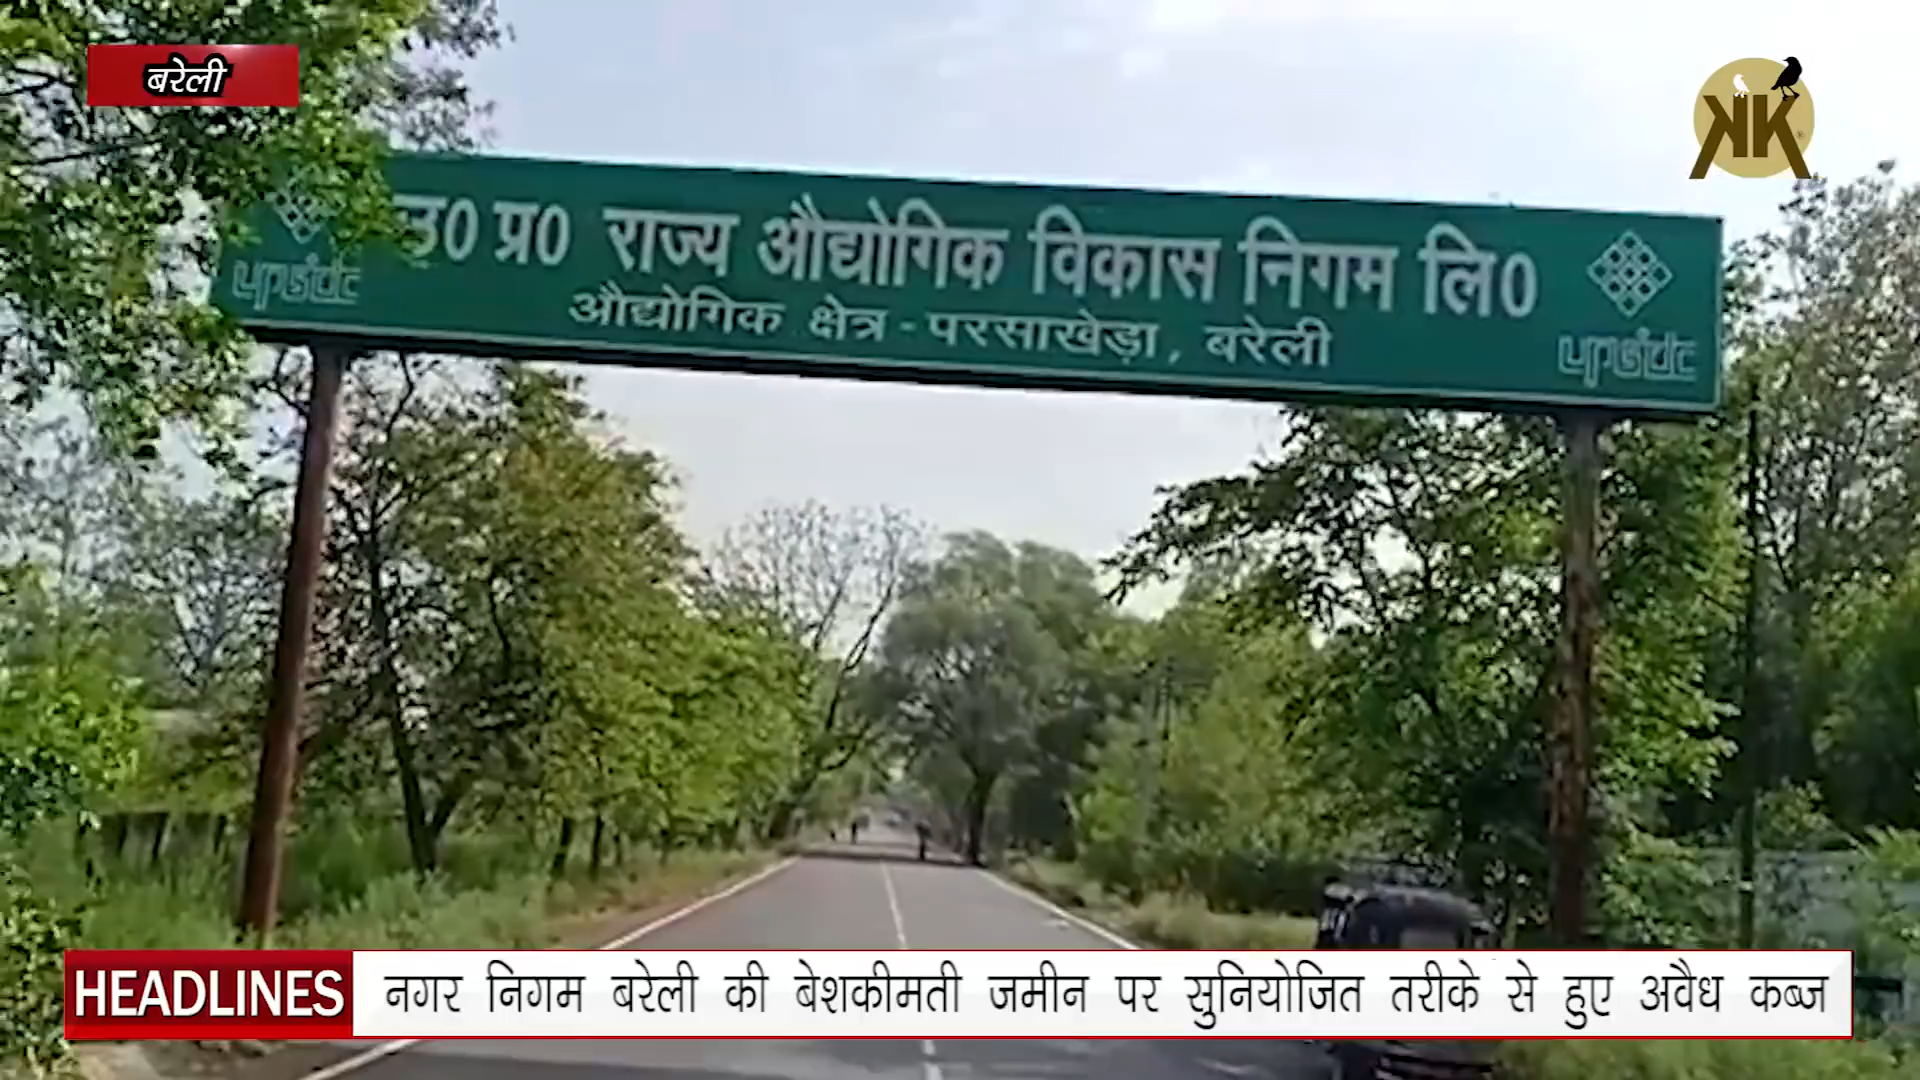 बरेली
KK
उ0 प्र0 राज्य औद्योगिक विकास निगम लि0
औद्योगिक क्षेत्र - परसाखेड़ा, बरेली
upsidc
upsidc
HEADLINES
नगर निगम बरेली की बेशकीमती जमीन पर सुनियोजित तरीके से हुए अवैध कब्ज